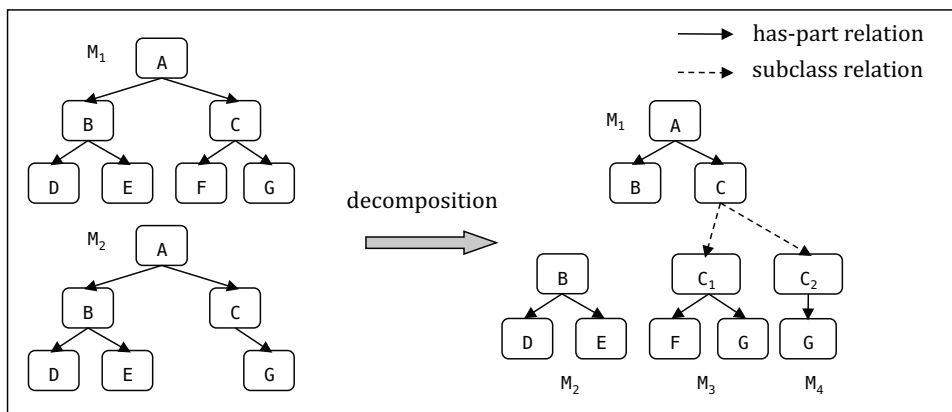 M₁
A
B C
D E F G
M₂
A
B C
D E G
decomposition
has-part relation
subclass relation
M₁ A
B C
B C₁ C₂
D E F G G
M₂ M₃ M₄